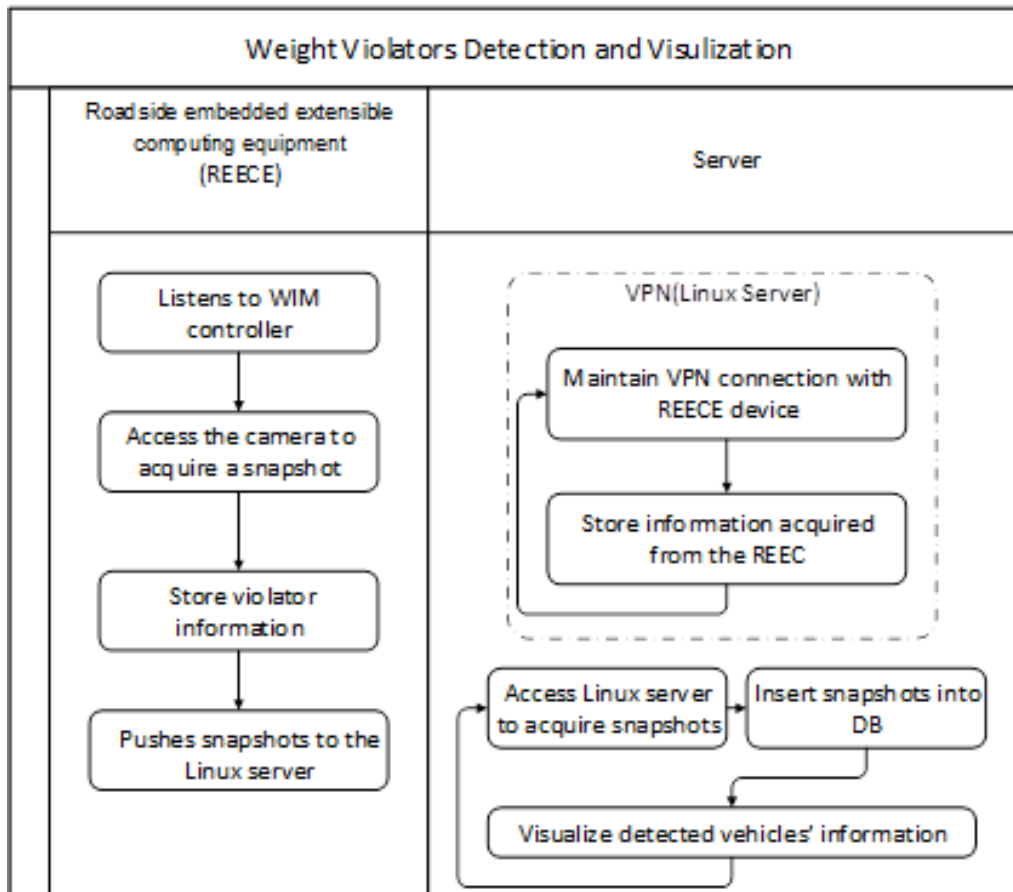 Weight Violators Detection and Visulization
Roadside embedded extensible
computing equipment
(REECE)
Server
Listens to WIM
controller
Access the camera to
acquire a snapshot
Store violator
information
Pushes snapshots to the
Linux server
VPN(Linux Server)
Maintain VPN connection with
REECE device
Store information acquired
from the REEC
Access Linux server
to acquire snapshots
Insert snapshots into
DB
Visualize detected vehicles' information